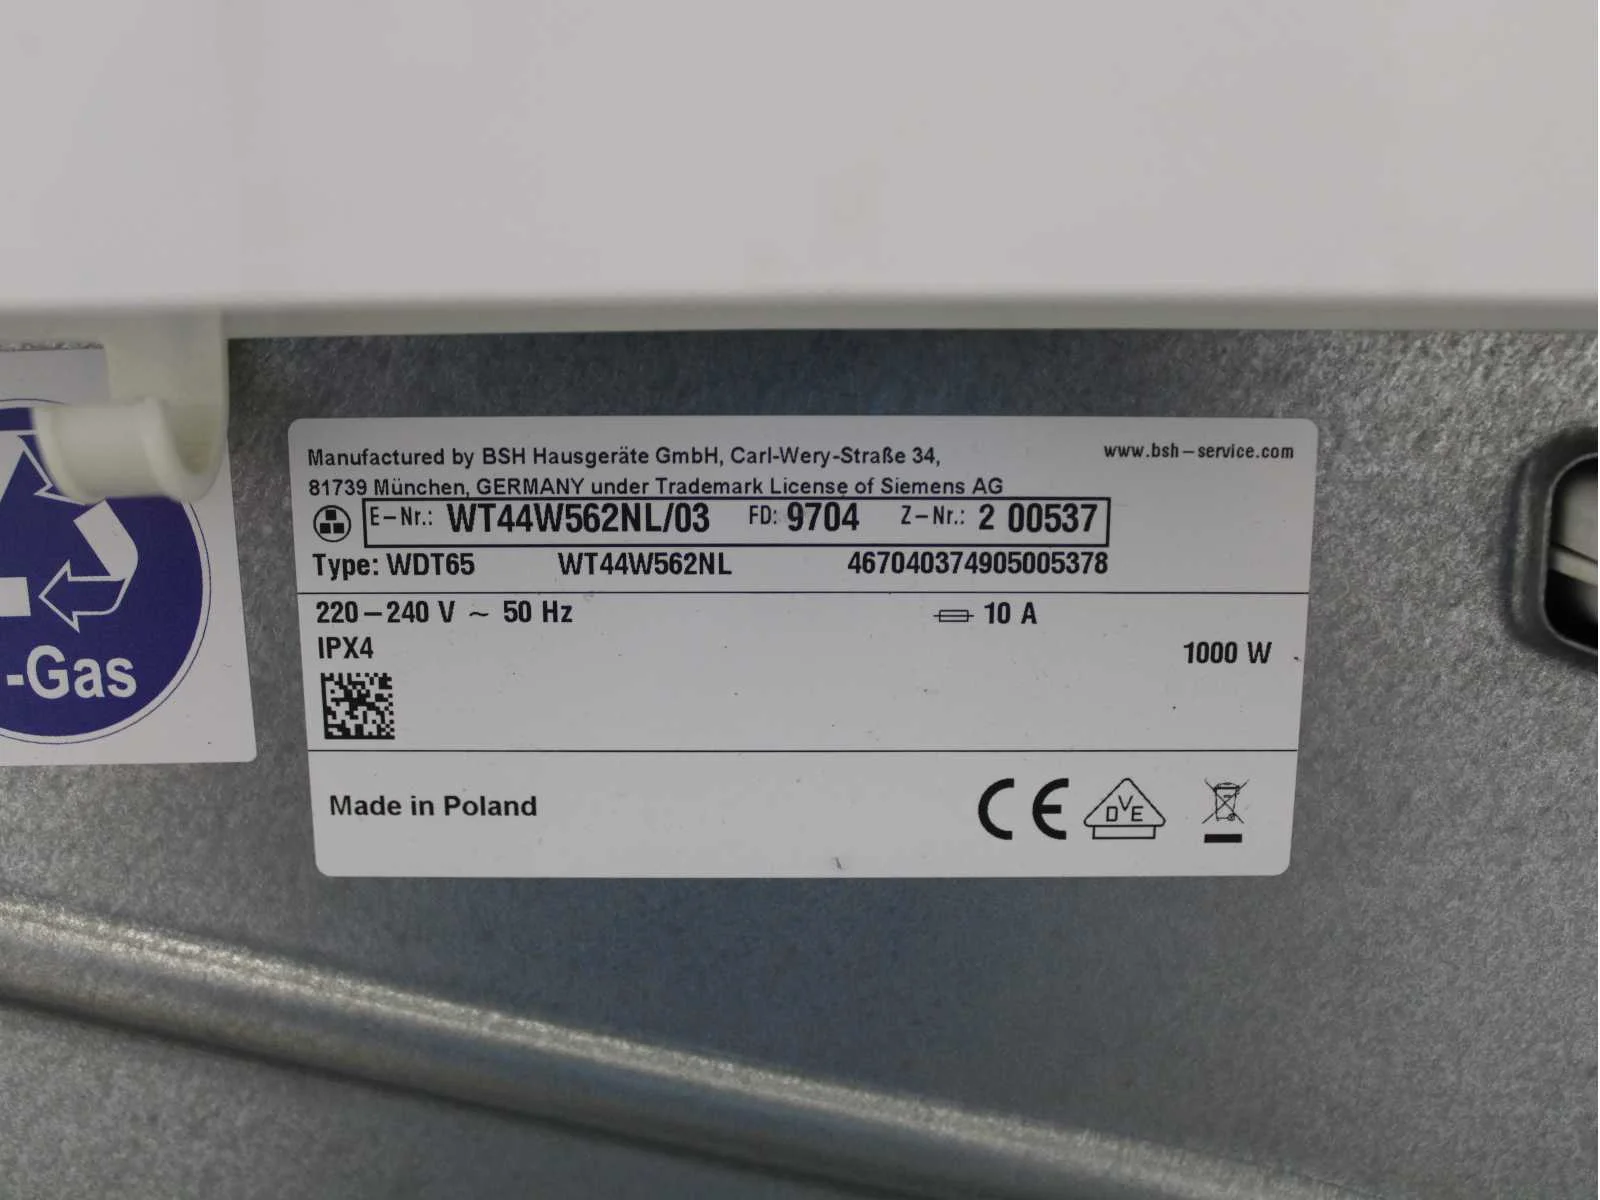 Manufactured by BSH Hausgeräte GmbH, Carl-Wery-Straße 34,
www.bsh-service.com
81739 München, GERMANY under Trademark License of Siemens AG
E-Nr.: WT44W562NL/03 FD: 9704 Z-Nr.: 2 00537
Type: WDT65 WT44W562NL 467040374905005378
220-240 V ~ 50 Hz 10 A
IPX4 1000 W
Made in Poland
CE DVE
-Gas